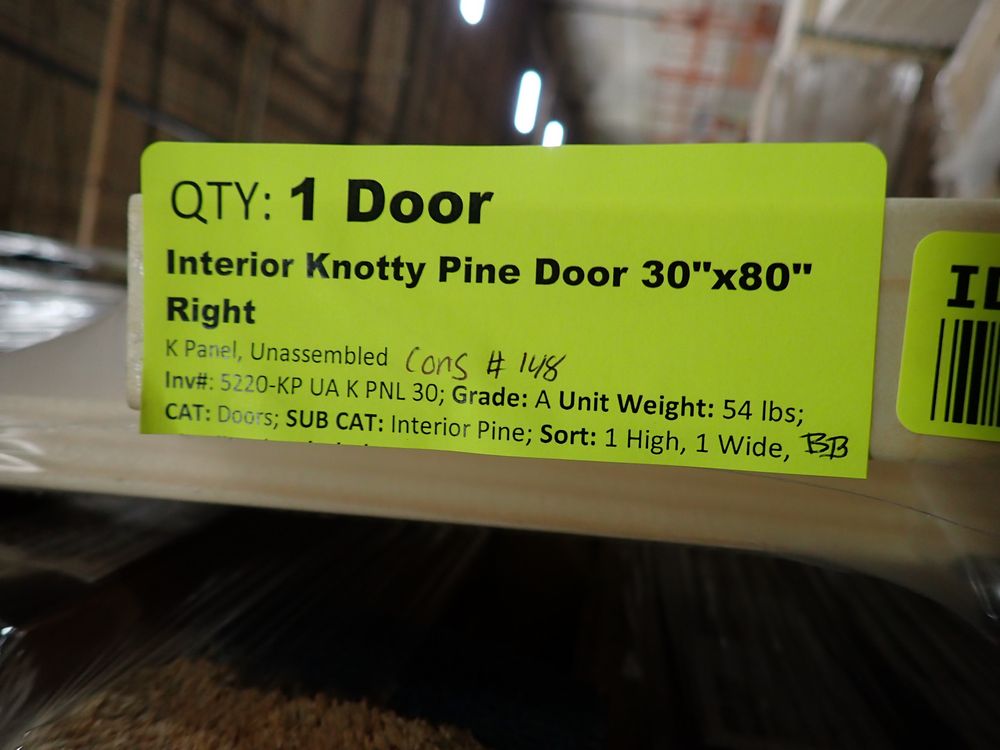 QTY: 1 Door
Interior Knotty Pine Door 30"x80"
Right
K Panel, Unassembled Cons # 148
Inv#: 5220-KP UA K PNL 30; Grade: A Unit Weight: 54 lbs;
CAT: Doors; SUB CAT: Interior Pine; Sort: 1 High, 1 Wide, BB